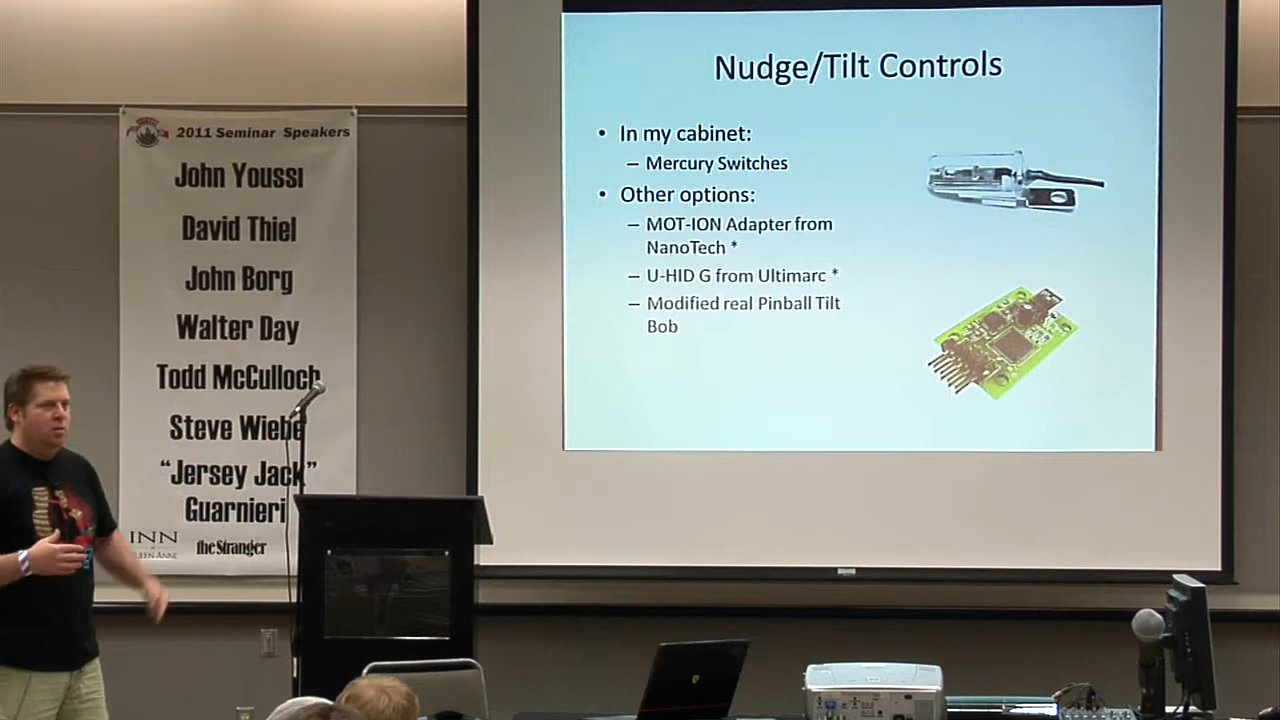 2011 Seminar Speakers
John Youssi
David Thiel
John Borg
Walter Day
Todd McCulloch
Steve Wiebe
"Jersey Jack"
Guarnieri
INN
the Stranger
Nudge/Tilt Controls
• In my cabinet:
– Mercury Switches
• Other options:
– MOT-ION Adapter from
NanoTech *
– U-HID G from Ultimarc *
– Modified real Pinball Tilt
Bob